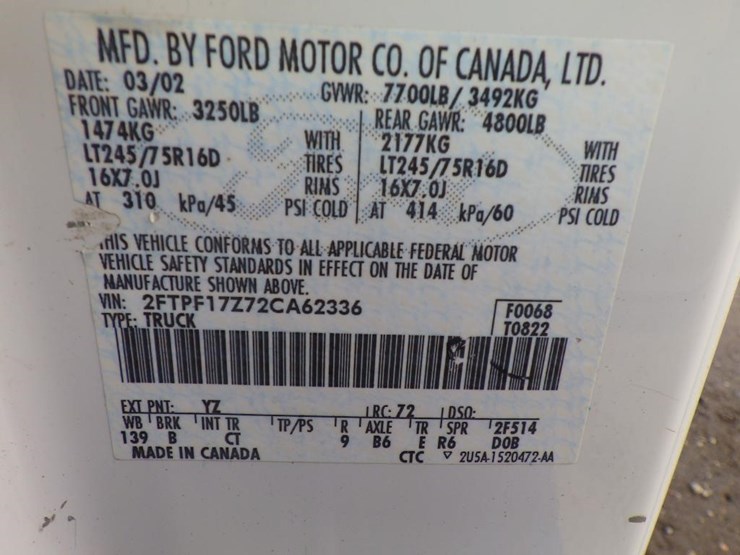 MFD. BY FORD MOTOR CO. OF CANADA, LTD.
DATE: 03/02 GVWR: 7700LB/ 3492KG
FRONT GAWR: 3250LB REAR GAWR: 4800LB
1474KG WITH 2177KG WITH
LT245/75R16D TIRES LT245/75R16D TIRES
16X7.0J RIMS 16X7.0J RIMS
AT 310 kPa/45 PSI COLD AT 414 kPa/60 PSI COLD
THIS VEHICLE CONFORMS TO ALL APPLICABLE FEDERAL MOTOR
VEHICLE SAFETY STANDARDS IN EFFECT ON THE DATE OF
MANUFACTURE SHOWN ABOVE.
VIN: 2FTPF17Z72CA62336 F0068
TYPE: TRUCK T0822
EXT PNT: YZ RC: 72 DSO:
WB BRK INT TR TP/PS R AXLE TR SPR 2F514
139 B CT 9 B6 E R6 DOB
MADE IN CANADA CTC ▽ 2U5A-1520472-AA